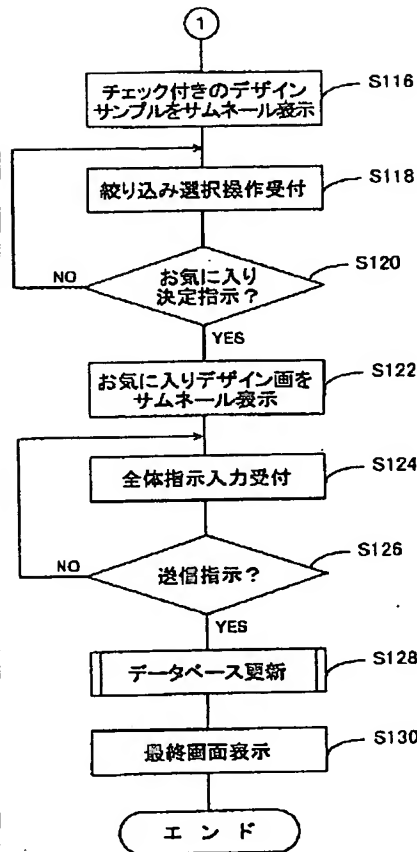 1
チェック付きのデザイン
サンプルをサムネール表示
S116
絞り込み選択操作受付
S118
お気に入り
決定指示?
S120
NO
YES
お気に入りデザイン画を
サムネール表示
S122
全体指示入力受付
S124
送信指示?
S126
NO
YES
データベース更新
S128
最終画面表示
S130
エンド